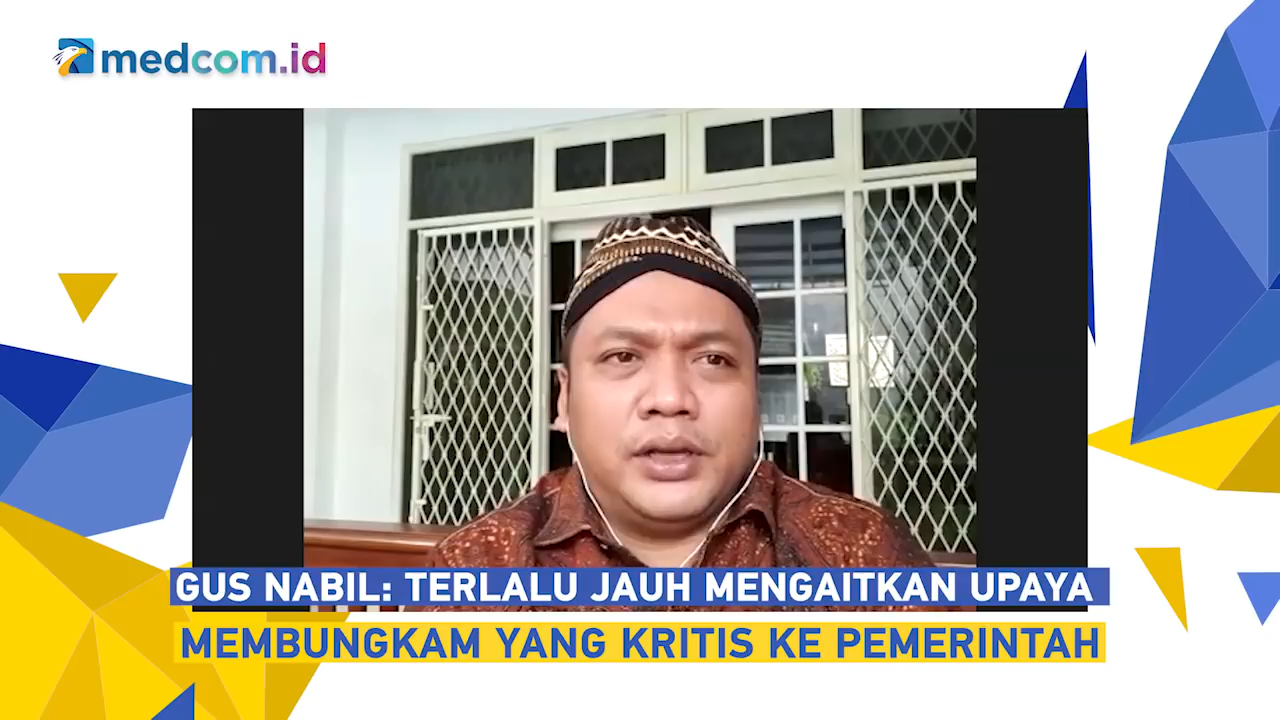 medcom.id
GUS NABIL: TERLALU JAUH MENGAITKAN UPAYA
MEMBUNGKAM YANG KRITIS KE PEMERINTAH